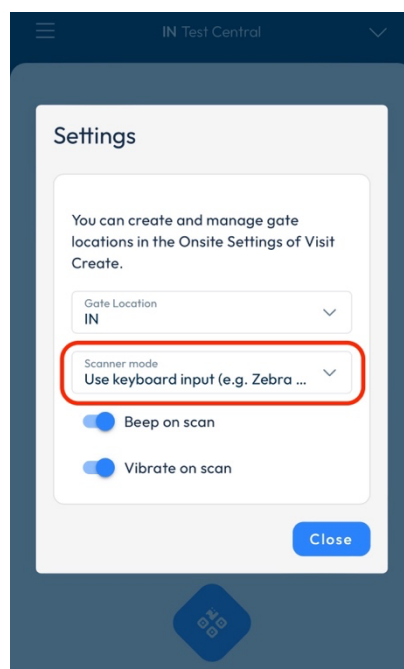 IN Test Central
Settings
You can create and manage gate
locations in the Onsite Settings of Visit
Create.
Gate Location
IN
Scanner mode
Use keyboard input (e.g. Zebra ...
Beep on scan
Vibrate on scan
Close